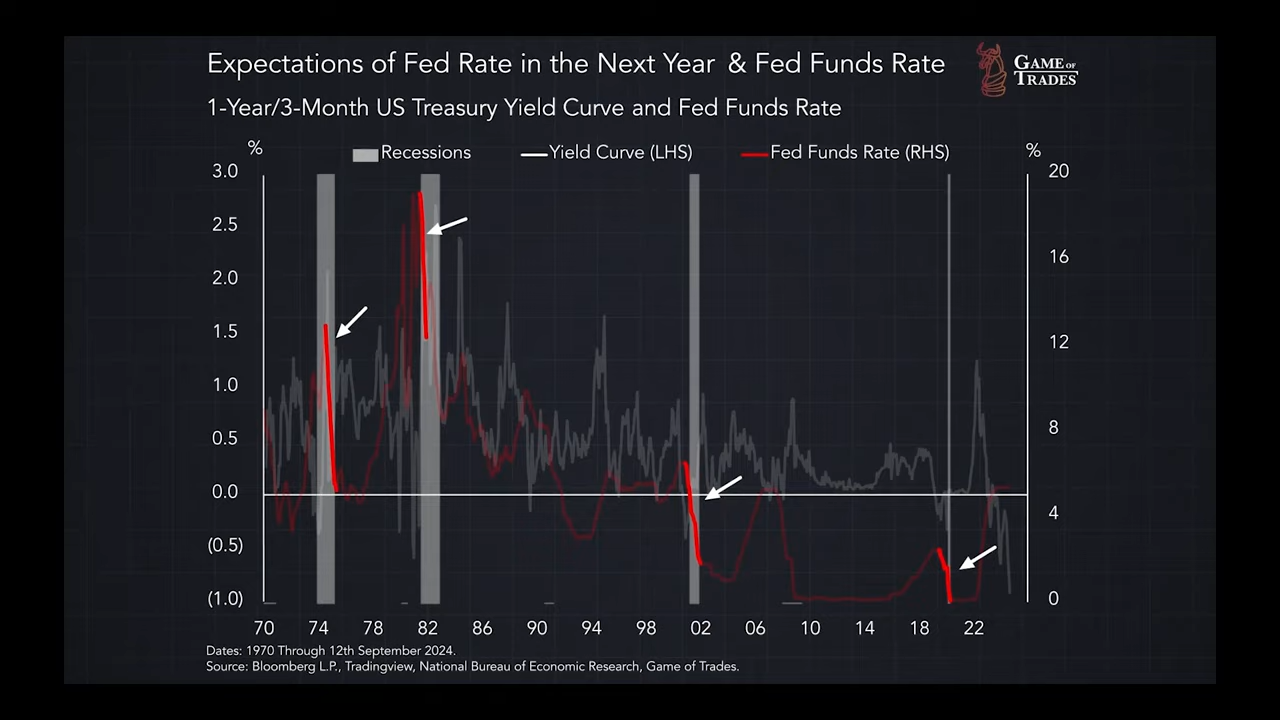 Expectations of Fed Rate in the Next Year & Fed Funds Rate
GAME OF TRADES
1-Year/3-Month US Treasury Yield Curve and Fed Funds Rate
% Recessions Yield Curve (LHS) Fed Funds Rate (RHS) %
3.0 20
2.5
2.0 16
1.5 12
1.0
0.5 8
0.0
(0.5) 4
(1.0) 0
70 74 78 82 86 90 94 98 02 06 10 14 18 22
Dates: 1970 Through 12th September 2024.
Source: Bloomberg L.P., Tradingview, National Bureau of Economic Research, Game of Trades.